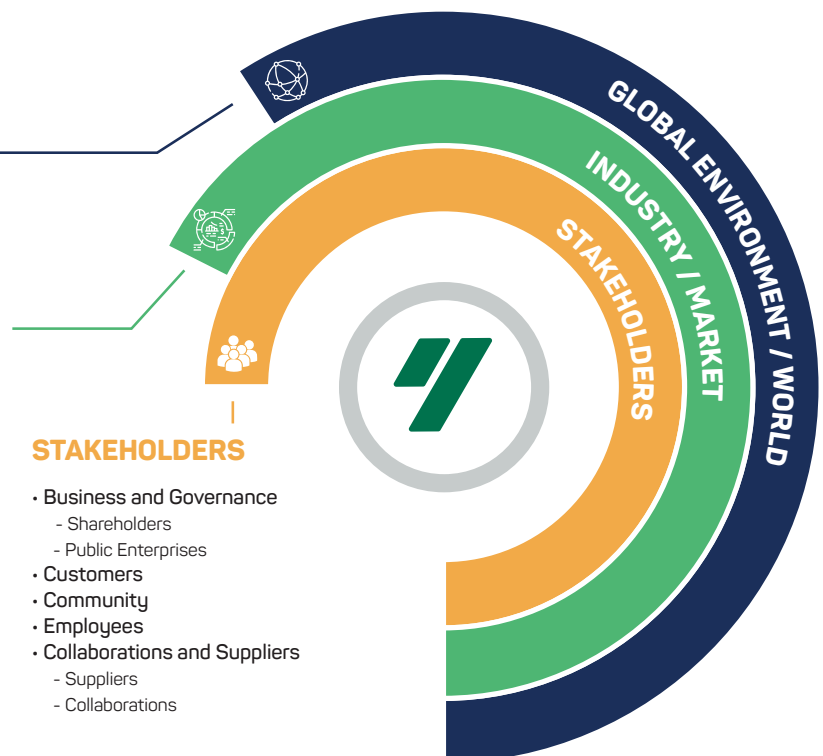 GLOBAL ENVIRONMENT / WORLD
INDUSTRY / MARKET
STAKEHOLDERS
STAKEHOLDERS
• Business and Governance
- Shareholders
- Public Enterprises
• Customers
• Community
• Employees
• Collaborations and Suppliers
- Suppliers
- Collaborations